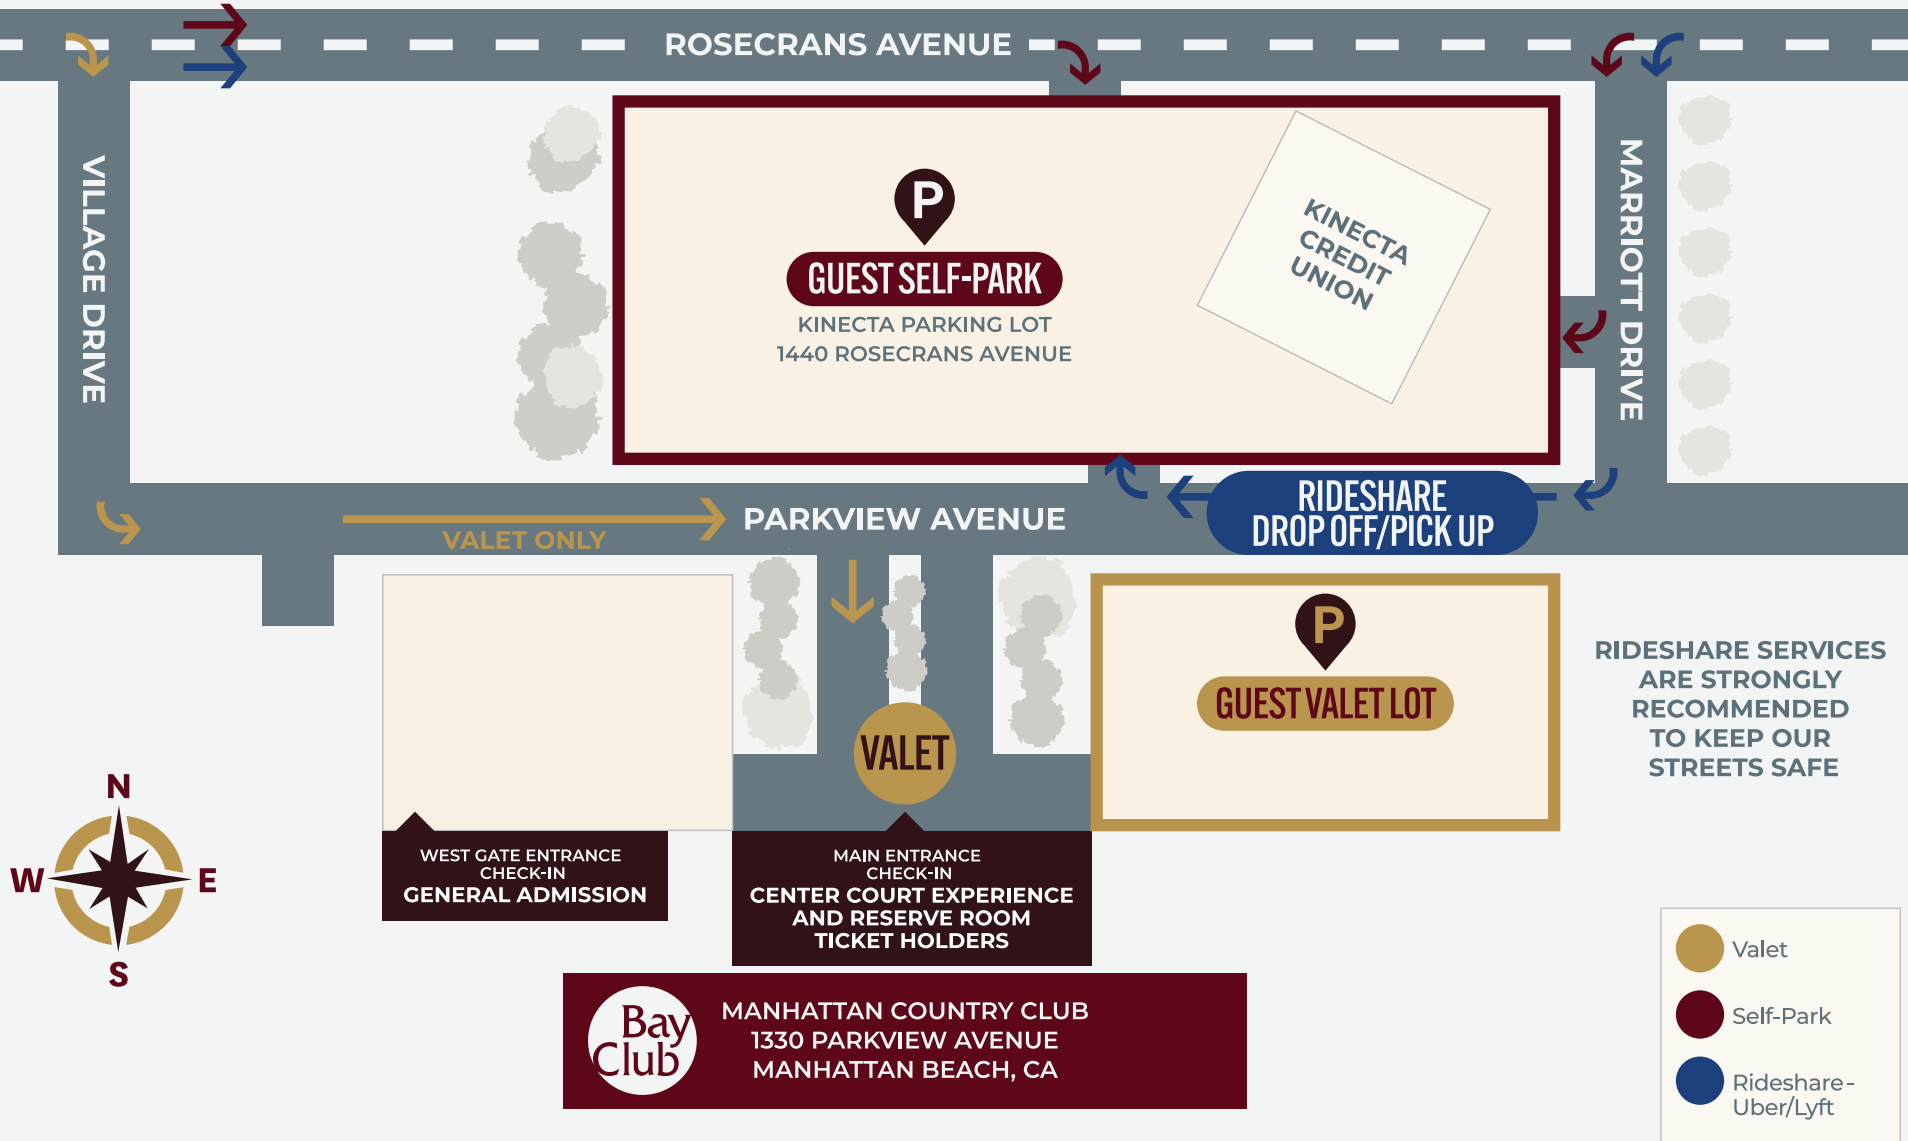 ROSECRANS AVENUE
VILLAGE DRIVE
MARRIOTT DRIVE
P
GUEST SELF-PARK
KINECTA PARKING LOT
1440 ROSECRANS AVENUE
KINECTA
CREDIT
UNION
VALET ONLY
PARKVIEW AVENUE
RIDESHARE
DROP OFF/PICK UP
P
GUEST VALET LOT
VALET
RIDESHARE SERVICES
ARE STRONGLY
RECOMMENDED
TO KEEP OUR
STREETS SAFE
N
W
E
S
WEST GATE ENTRANCE
CHECK-IN
GENERAL ADMISSION
MAIN ENTRANCE
CHECK-IN
CENTER COURT EXPERIENCE
AND RESERVE ROOM
TICKET HOLDERS
Bay
Club
MANHATTAN COUNTRY CLUB
1330 PARKVIEW AVENUE
MANHATTAN BEACH, CA
Valet
Self-Park
Rideshare-
Uber/Lyft